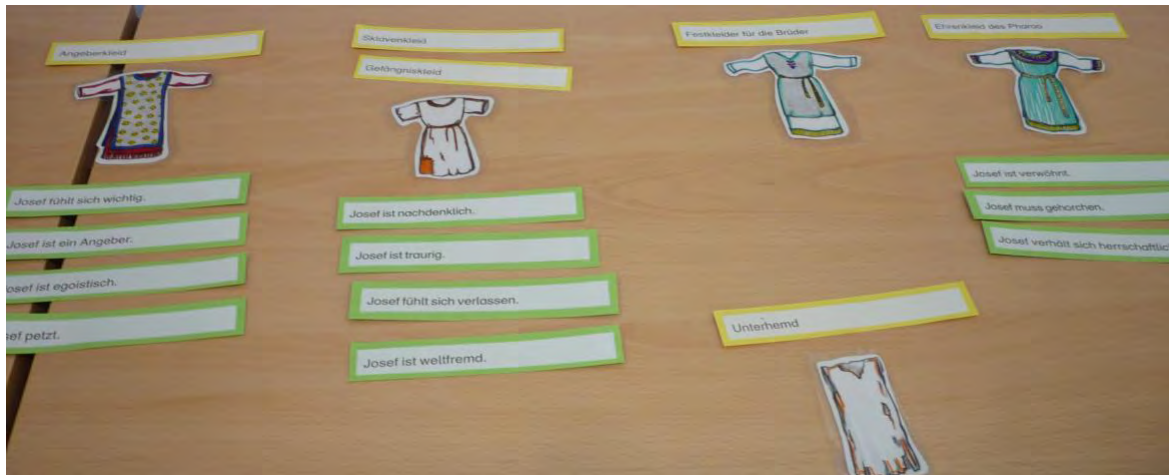 Angeberkleid
Josef fühlt sich wichtig.
Josef ist ein Angeber.
osef ist egoistisch.
sef petzt.
Sklavenkleid
Gefängniskleid
Josef ist nachdenklich.
Josef ist traurig.
Josef fühlt sich verlassen.
Josef ist weltfremd.
Festkleider für die Brüder
Unterhemd
Ehrenkleid des Pharao
Josef ist verwöhnt.
Josef muss gehorchen.
Josef verhält sich herrschaftlic